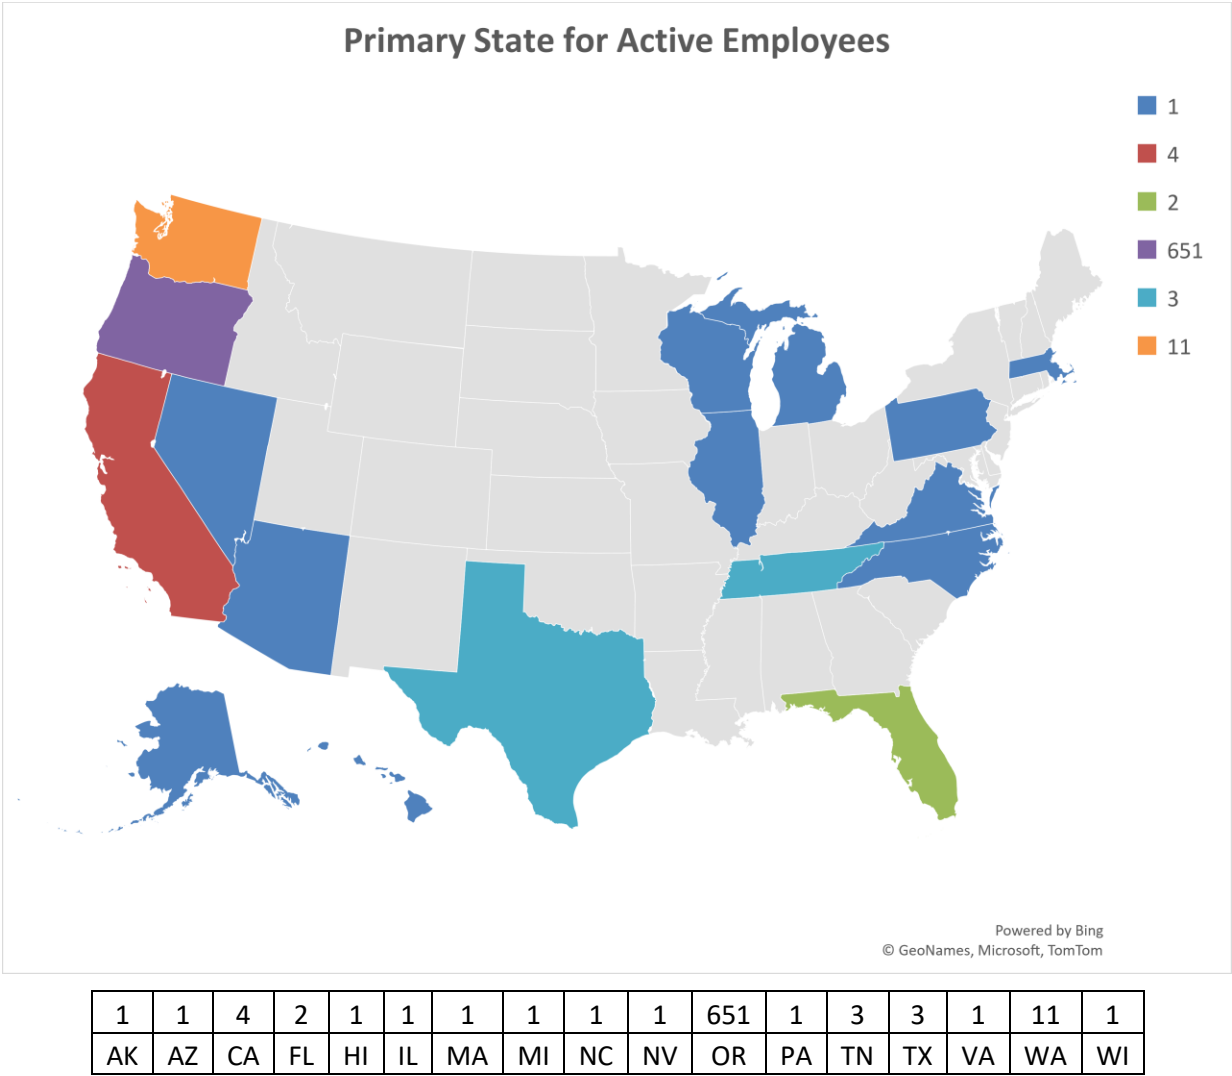 Primary State for Active Employees
1
4
2
651
3
11
Powered by Bing
© GeoNames, Microsoft, TomTom
1 1 4 2 1 1 1 1 1 1 651 1 3 3 1 11 1
AK AZ CA FL HI IL MA MI NC NV OR PA TN TX VA WA WI